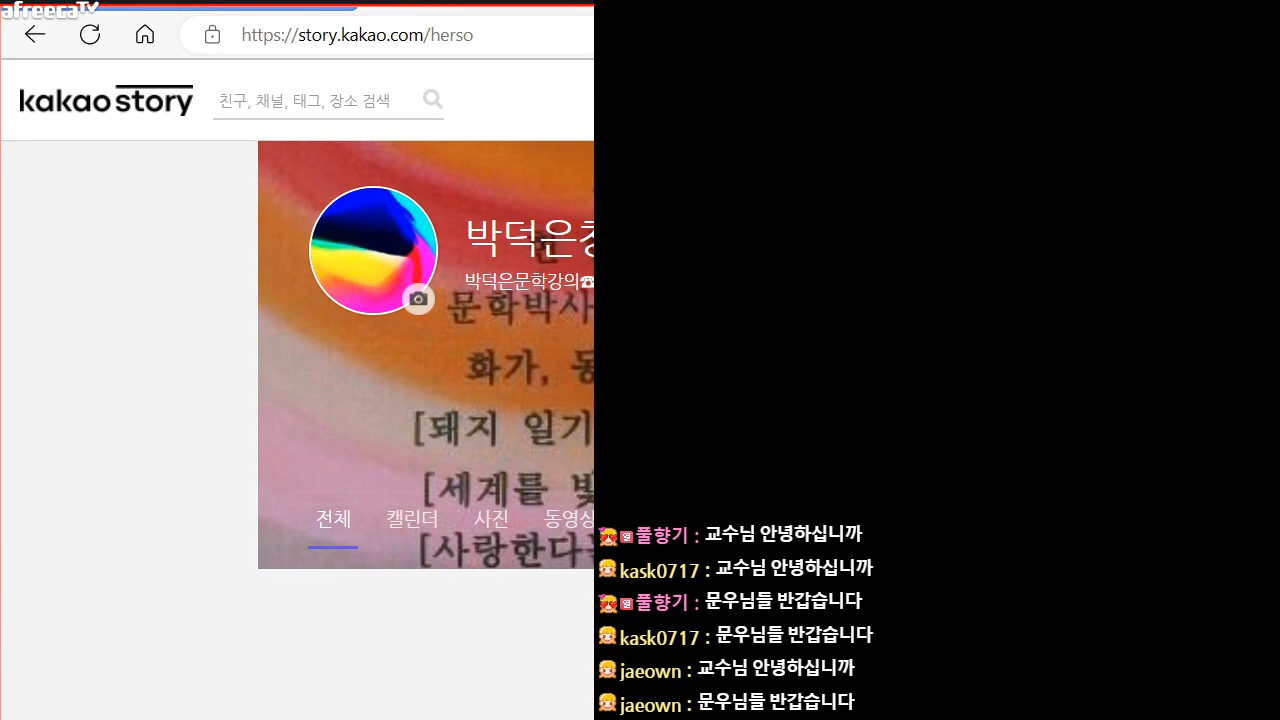 afreecaTV
https://story.kakao.com/herso
kakaostory
친구, 채널, 태그, 장소 검색
박덕은
박덕은문학강의☎
문학박사
화가, 동
[돼지 일기
[세계를 빛
전체 캘린더 사진 동영상
[사랑한다
풀향기 : 교수님 안녕하십니까
kask0717 : 교수님 안녕하십니까
풀향기 : 문우님들 반갑습니다
kask0717 : 문우님들 반갑습니다
jaeown : 교수님 안녕하십니까
jaeown : 문우님들 반갑습니다